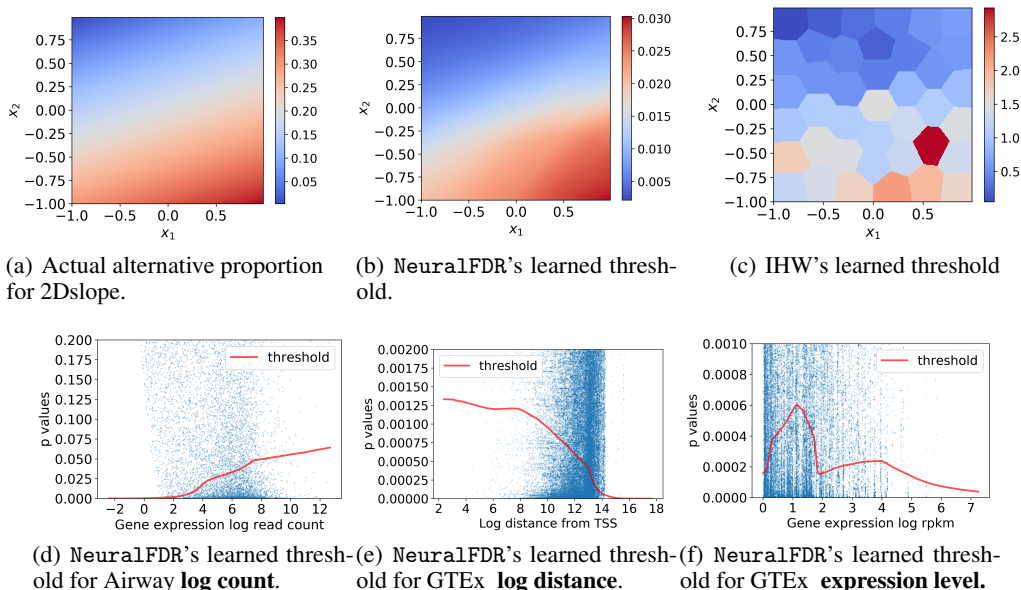 0.75
0.50
0.25
0.00
−0.25
−0.50
−0.75
−1.00
x₂
−1.0 −0.5 0.0 0.5
x₁
0.35
0.30
0.25
0.20
0.15
0.10
0.05
0.75
0.50
0.25
0.00
−0.25
−0.50
−0.75
−1.00
x₂
−1.0 −0.5 0.0 0.5
x₁
0.030
0.025
0.020
0.015
0.010
0.005
0.75
0.50
0.25
0.00
−0.25
−0.50
−0.75
−1.00
x₂
−1.0 −0.5 0.0 0.5
x₁
2.5
2.0
1.5
1.0
0.5
(a) Actual alternative proportion
for 2Dslope.
(b) NeuralFDR's learned thresh-
old.
(c) IHW's learned threshold
0.200
0.175
0.150
0.125
0.100
0.075
0.050
0.025
0.000
p values
threshold
−2 0 2 4 6 8 10 12
Gene expression log read count
0.00200
0.00175
0.00150
0.00125
0.00100
0.00075
0.00050
0.00025
0.00000
p values
threshold
2 4 6 8 10 12 14 16 18
Log distance from TSS
0.0010
0.0008
0.0006
0.0004
0.0002
0.0000
p values
threshold
0 1 2 3 4 5 6 7
Gene expression log rpkm
(d) NeuralFDR's learned thresh-
old for Airway log count.
(e) NeuralFDR's learned thresh-
old for GTEx log distance.
(f) NeuralFDR's learned thresh-
old for GTEx expression level.